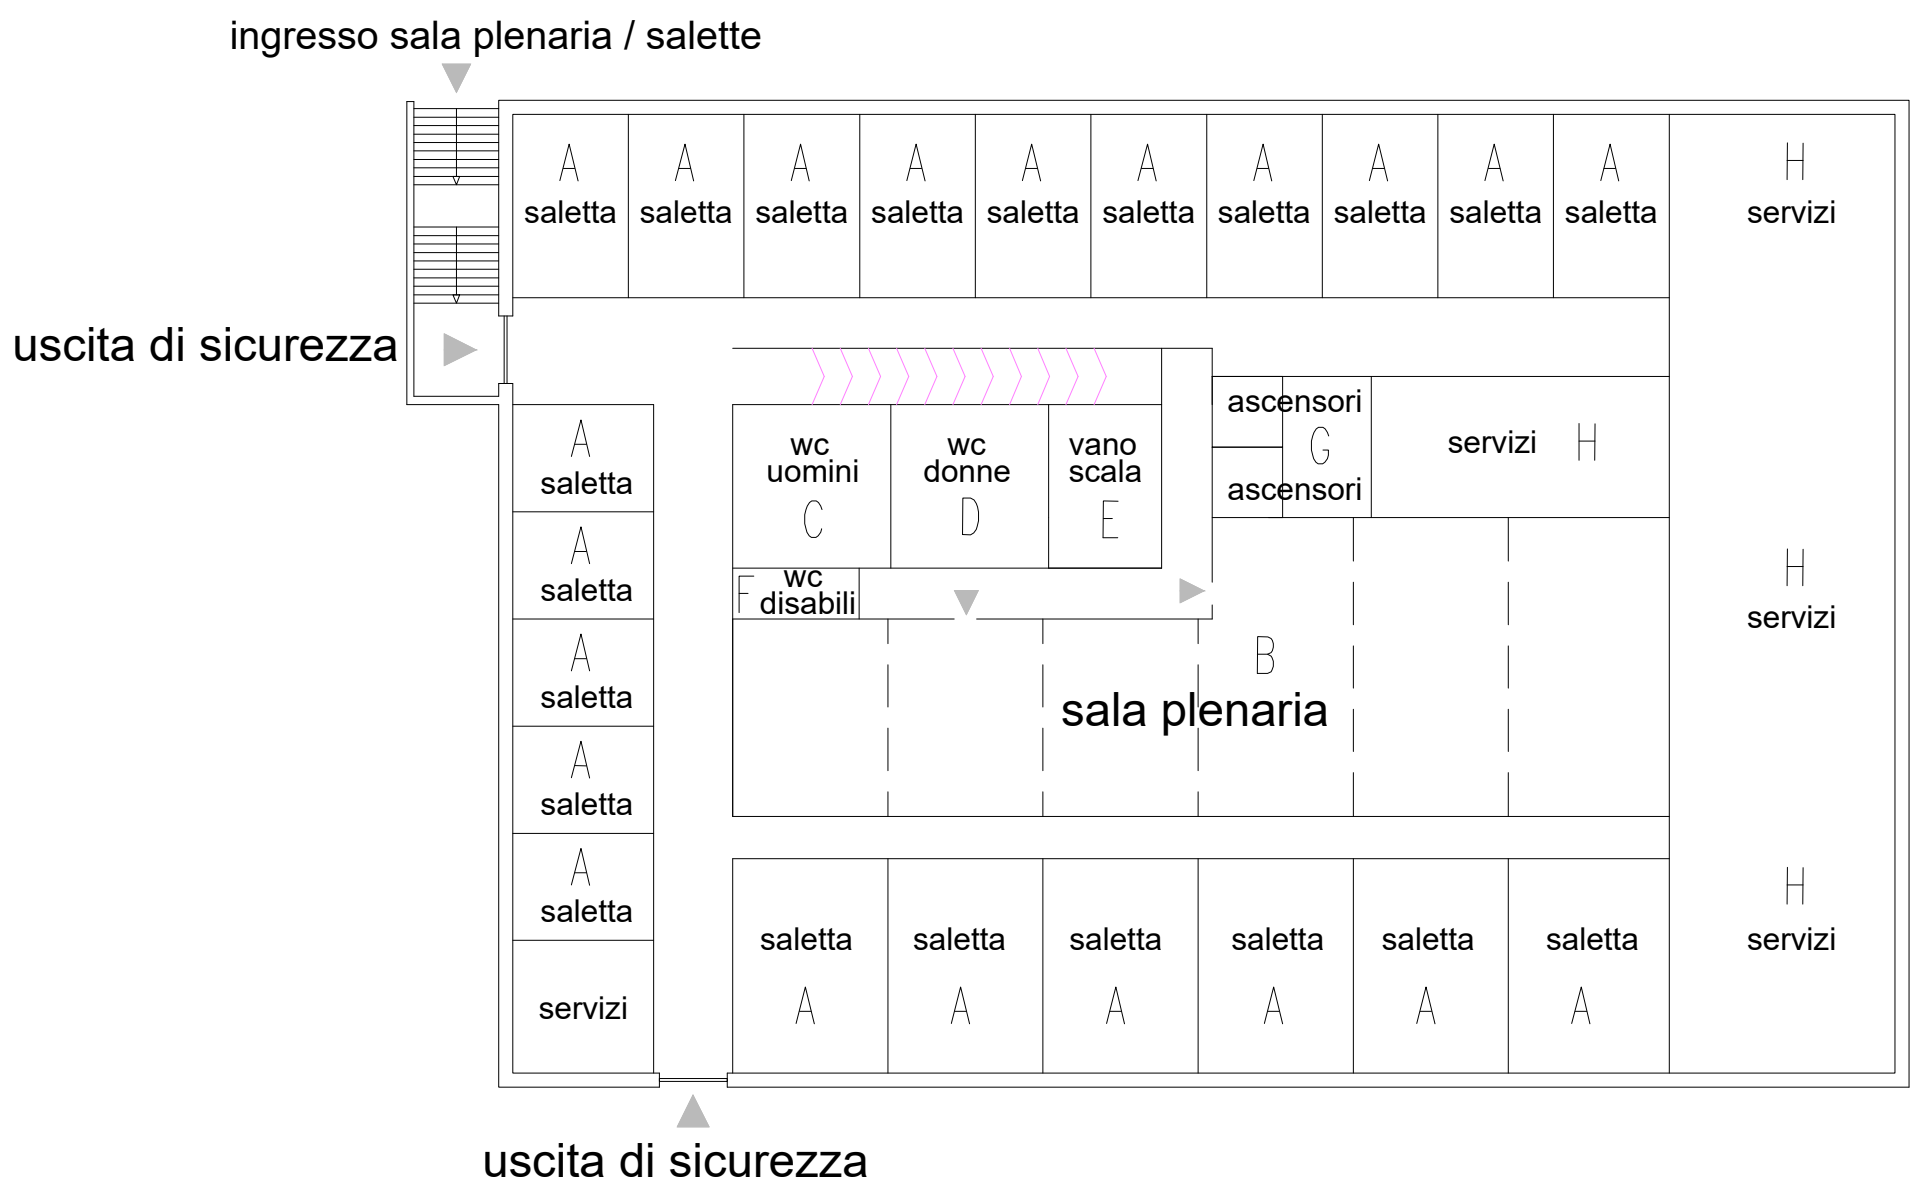 ingresso sala plenaria / salette
A A A A A A A A A A H
saletta saletta saletta saletta saletta saletta saletta saletta saletta saletta servizi
uscita di sicurezza
ascensori
G
ascensori
servizi H
A
saletta
wc
uomini
C
wc
donne
D
vano
scala
E
A
saletta
F wc
disabili
H
servizi
A
saletta
B
sala plenaria
A
saletta
A
saletta
H
servizi
saletta saletta saletta saletta saletta saletta
A A A A A A
servizi
uscita di sicurezza